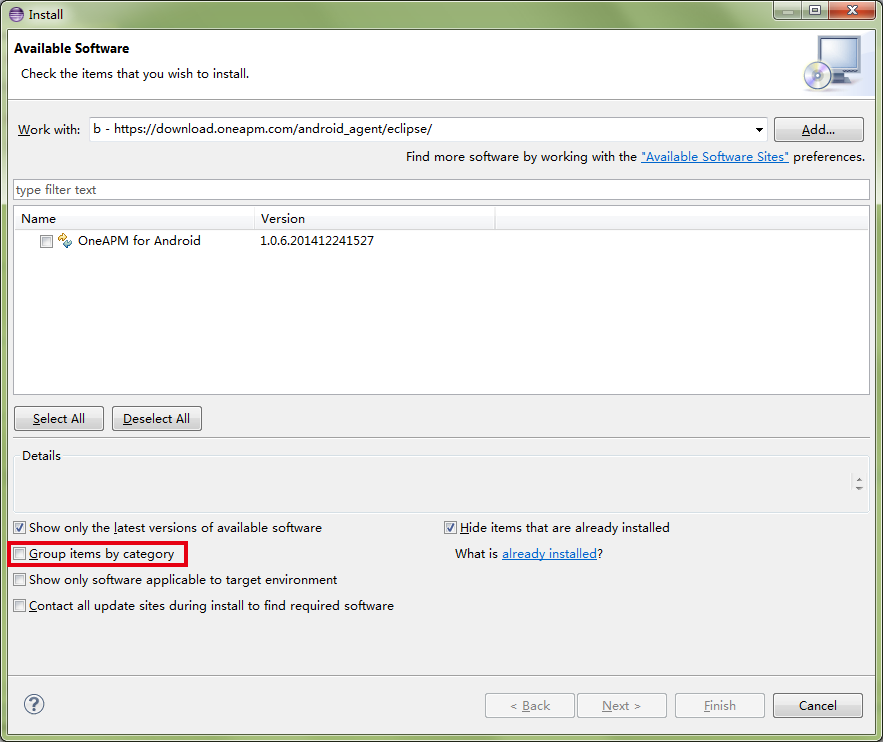 Install
Available Software
Check the items that you wish to install.
Work with: b - https://download.oneapm.com/android_agent/eclipse/ Add...
Find more software by working with the "Available Software Sites" preferences.
type filter text
Name Version
OneAPM for Android 1.0.6.201412241527
Select All Deselect All
Details
Show only the latest versions of available software Hide items that are already installed
Group items by category What is already installed?
Show only software applicable to target environment
Contact all update sites during install to find required software
? < Back Next > Finish Cancel